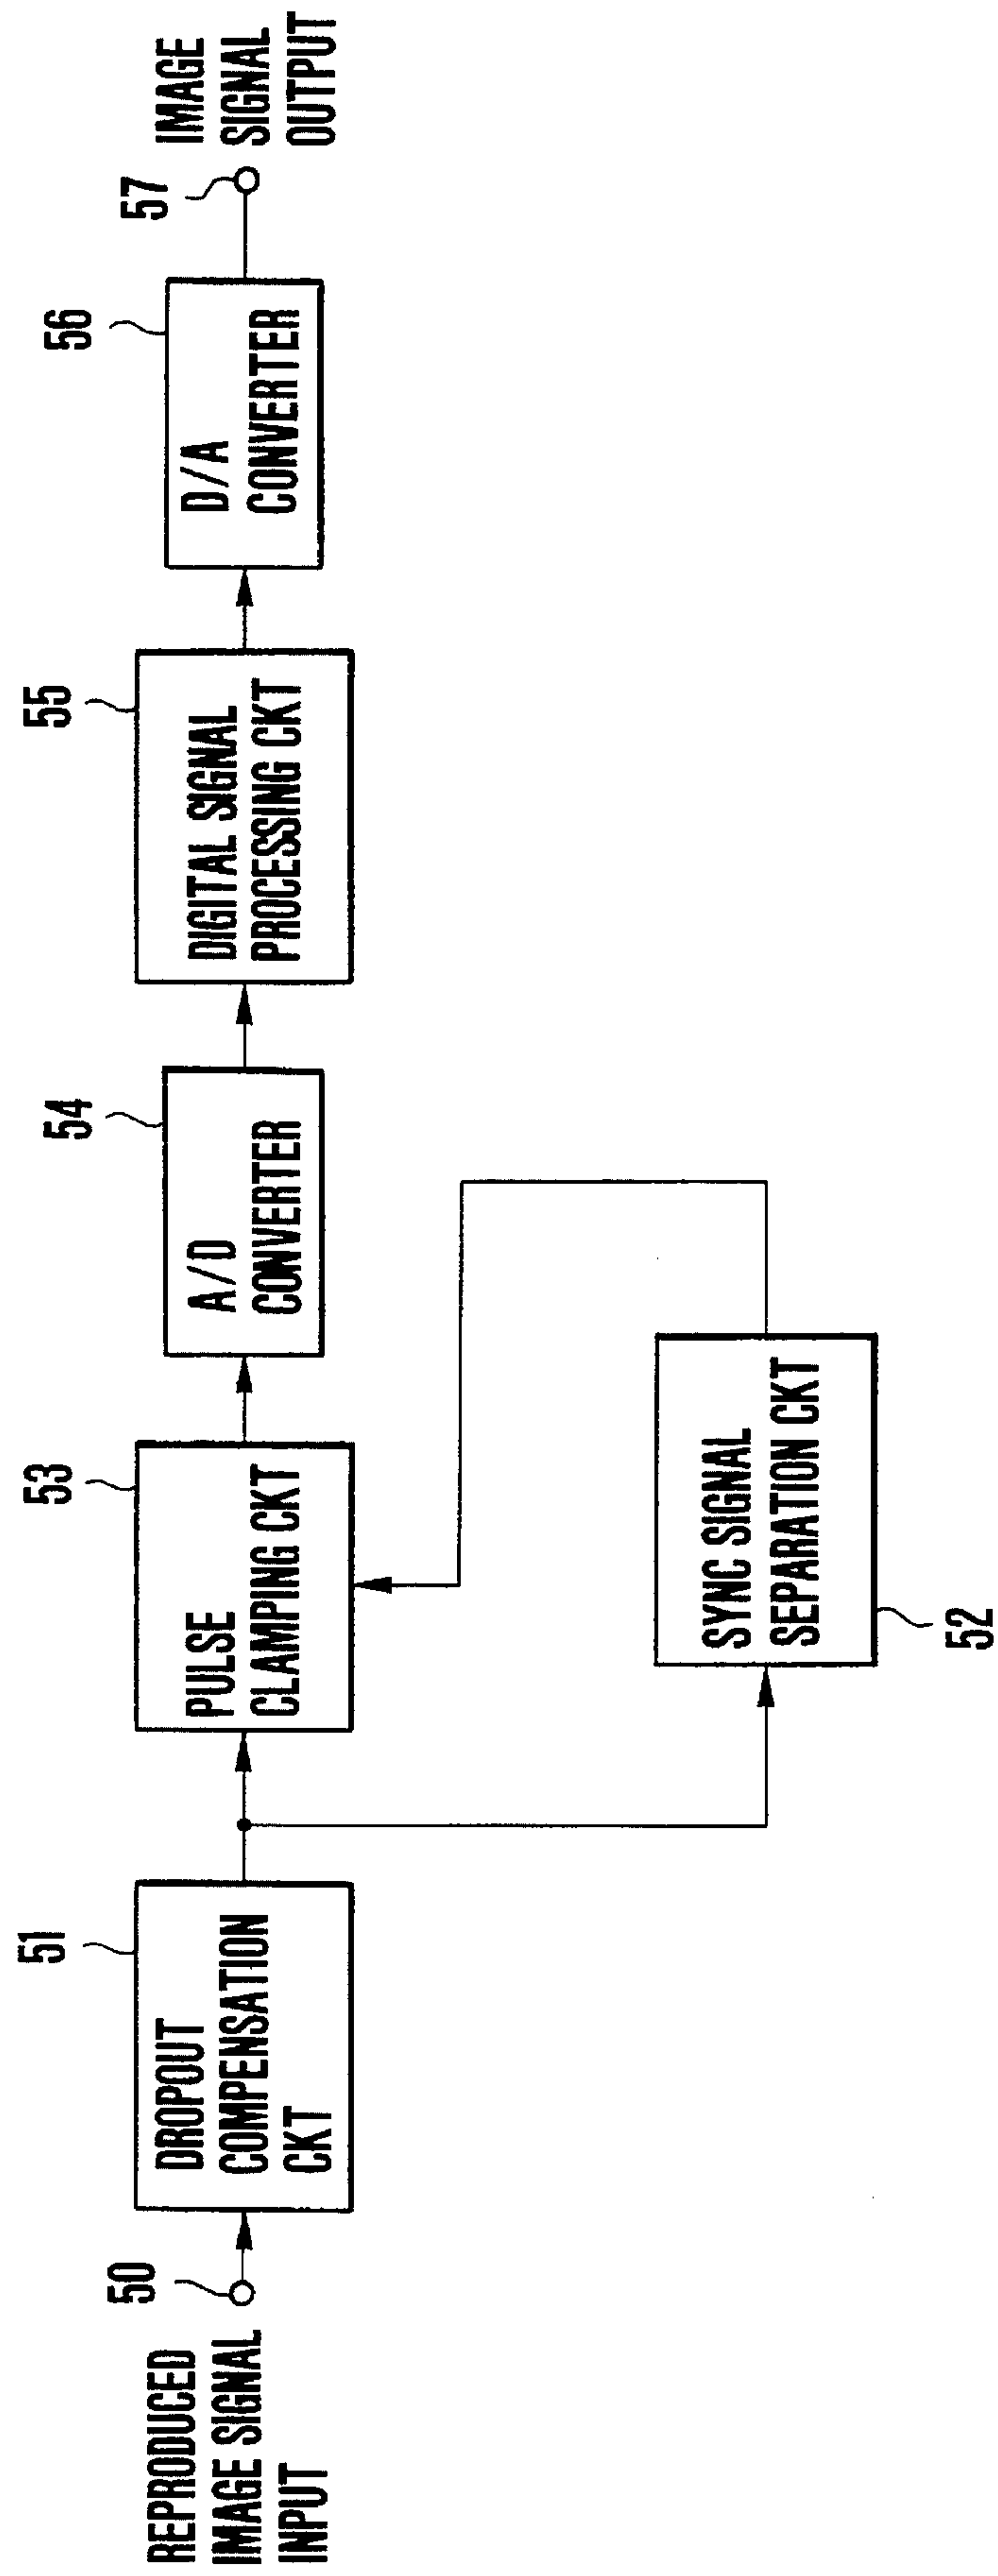 REPRODUCED
IMAGE SIGNAL
INPUT
50
51
DROPOUT
COMPENSATION
CKT
53
PULSE
CLAMPING CKT
54
A/D
CONVERTER
55
DIGITAL SIGNAL
PROCESSING CKT
56
D/A
CONVERTER
57
IMAGE
SIGNAL
OUTPUT
SYNC SIGNAL
SEPARATION CKT
52